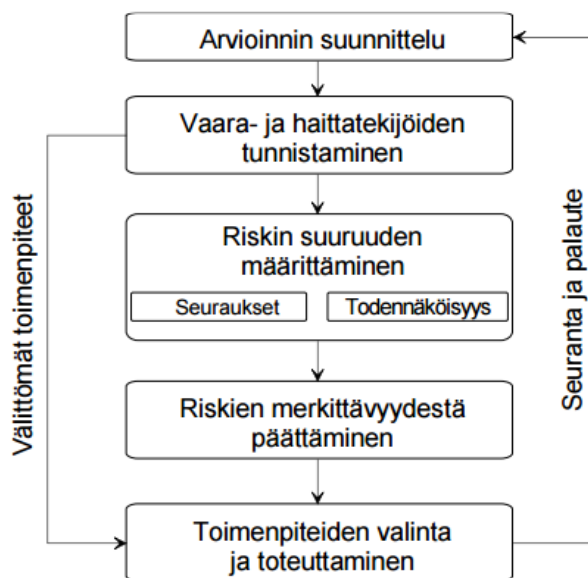 Arvioinnin suunnittelu
Vaara- ja haittatekijöiden
tunnistaminen
Riskin suuruuden
määrittäminen
Seuraukset
Todennäköisyys
Riskien merkittävyydestä
päättäminen
Toimenpiteiden valinta
ja toteuttaminen
Välittömät toimenpiteet
Seuranta ja palaute